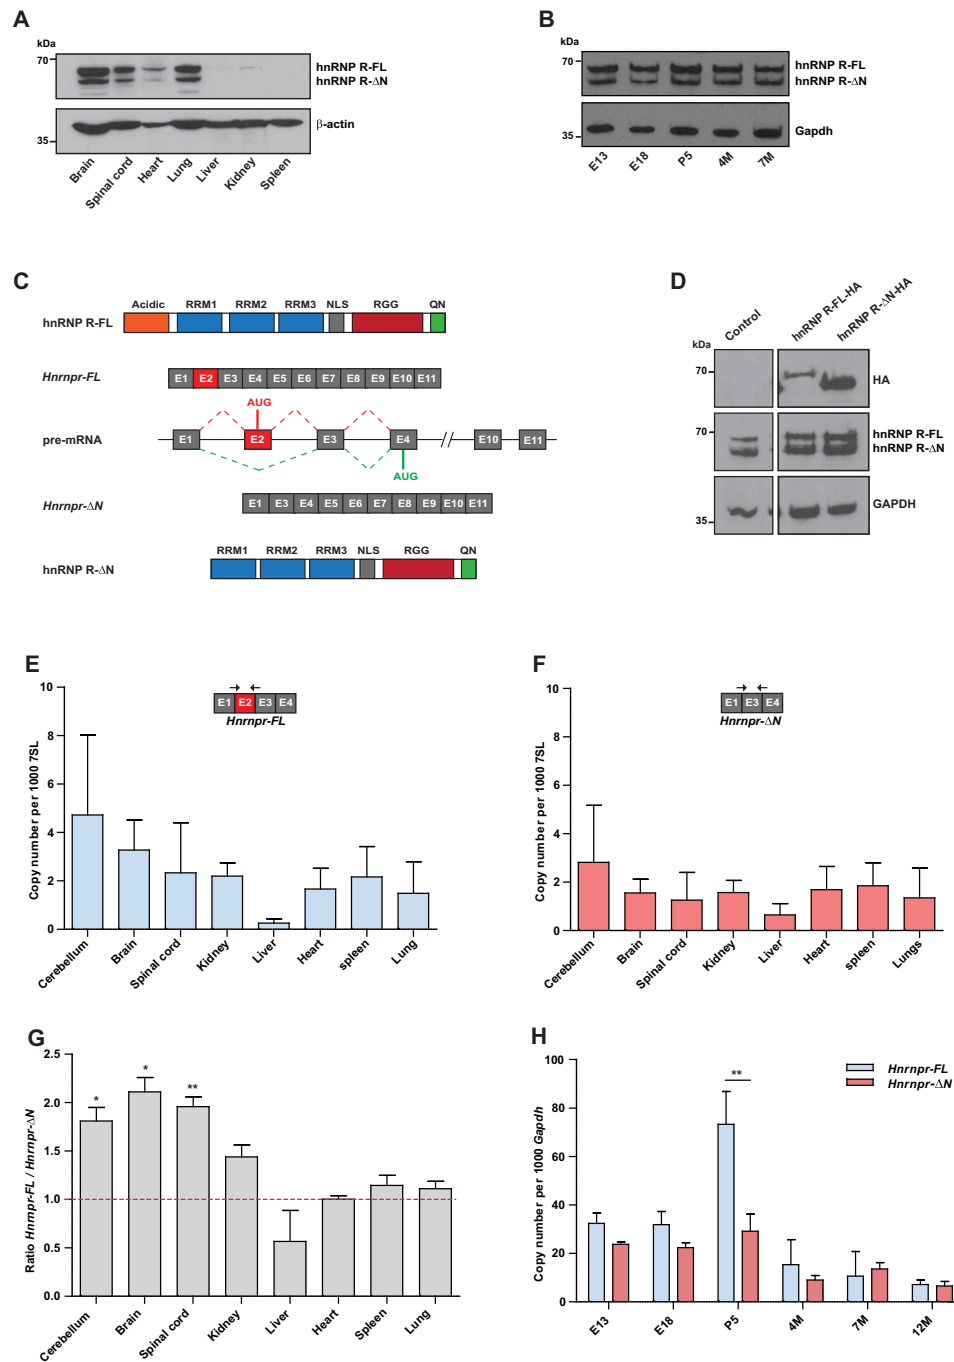 A
kDa
70
35
hnRNP R-FL
hnRNP R-ΔN
β-actin
Brain
Spinal cord
Heart
Lung
Liver
Kidney
Spleen
B
kDa
70
35
hnRNP R-FL
hnRNP R-ΔN
Gapdh
E13
E18
P5
4M
7M
C
Acidic RRM1 RRM2 RRM3 NLS RGG QN
hnRNP R-FL
Hnrnpr-FL
E1 E2 E3 E4 E5 E6 E7 E8 E9 E10 E11
AUG
pre-mRNA
E1 E2 E3 E4 // E10 E11
AUG
Hnrnpr-ΔN
E1 E3 E4 E5 E6 E7 E8 E9 E10 E11
RRM1 RRM2 RRM3 NLS RGG QN
hnRNP R-ΔN
D
Control
hnRNP R-FL-HA
hnRNP R-ΔN-HA
kDa
70
HA
70
hnRNP R-FL
hnRNP R-ΔN
GAPDH
35
E
Copy number per 1000 7SL
10
8
6
4
2
0
E1 E2 E3 E4
Hnrnpr-FL
Cerebellum
Brain
Spinal cord
Kidney
Liver
Heart
spleen
Lung
F
Copy number per 1000 7SL
10
8
6
4
2
0
E1 E3 E4
Hnrnpr-ΔN
Cerebellum
Brain
Spinal cord
Kidney
Liver
Heart
spleen
Lungs
G
Ratio Hnrnpr-FL / Hnrnpr-ΔN
2.5
2.0
1.5
1.0
0.5
0.0
*
*
**
Cerebellum
Brain
Spinal cord
Kidney
Liver
Heart
Spleen
Lung
H
Copy number per 1000 Gapdh
100
80
60
40
20
0
**
Hnrnpr-FL
Hnrnpr-ΔN
E13
E18
P5
4M
7M
12M